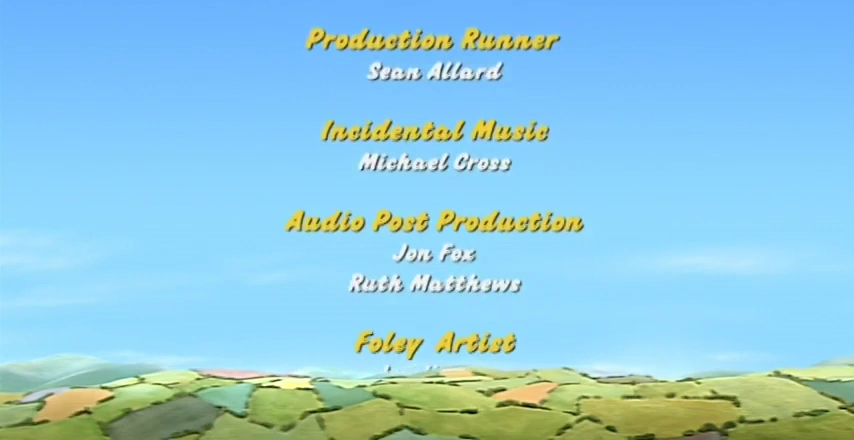 Production Runner
Sean Allard
Incidental Music
Michael Cross
Audio Post Production
Jon Fox
Ruth Matthews
Foley Artist